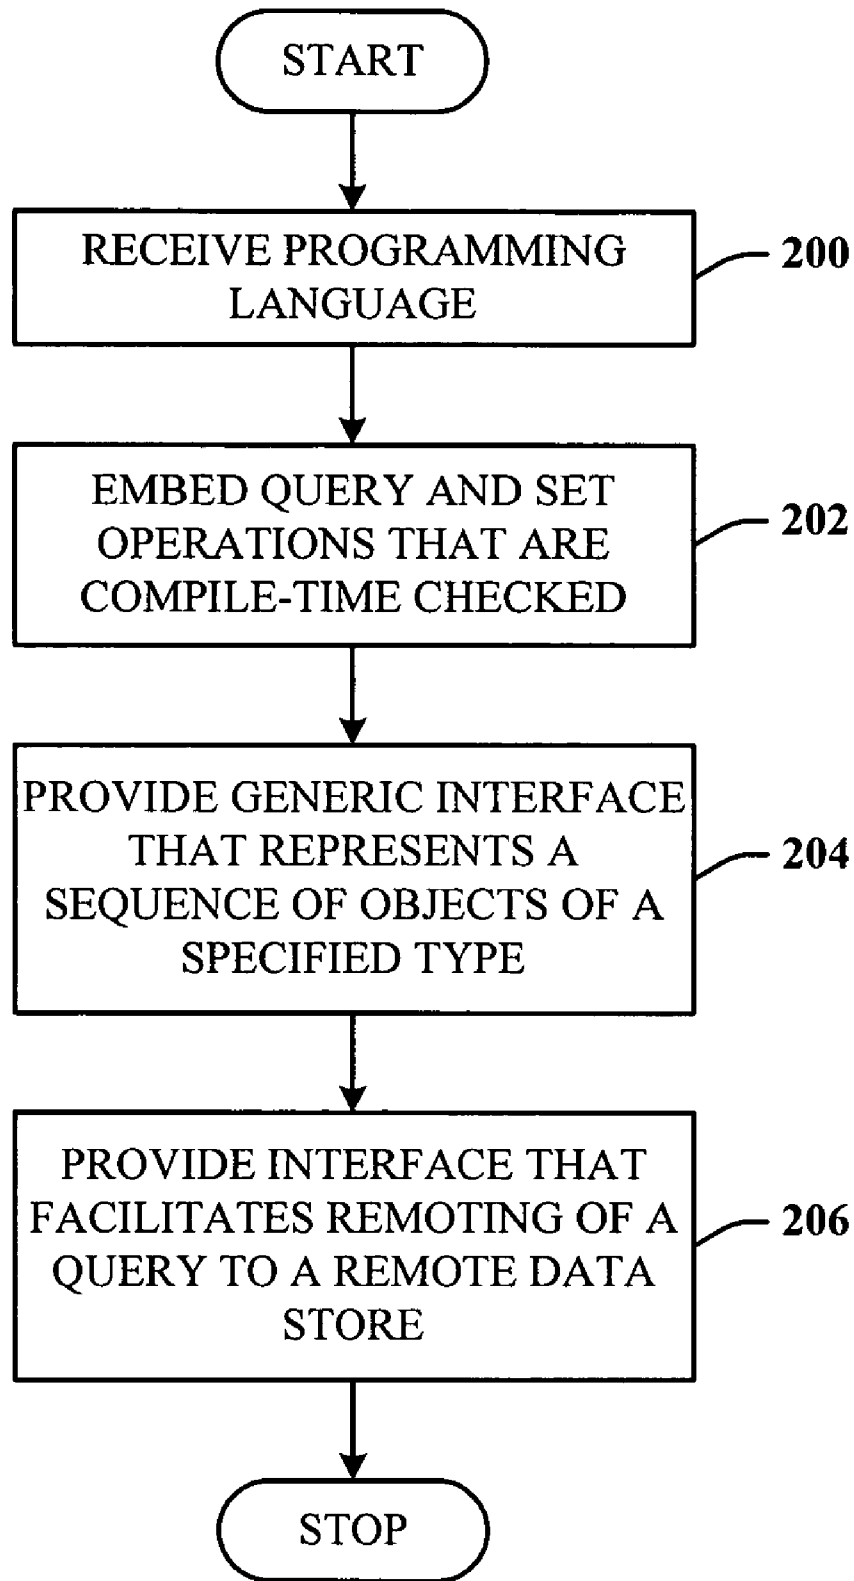 START
RECEIVE PROGRAMMING
LANGUAGE
200
EMBED QUERY AND SET
OPERATIONS THAT ARE
COMPILE-TIME CHECKED
202
PROVIDE GENERIC INTERFACE
THAT REPRESENTS A
SEQUENCE OF OBJECTS OF A
SPECIFIED TYPE
204
PROVIDE INTERFACE THAT
FACILITATES REMOTING OF A
QUERY TO A REMOTE DATA
STORE
206
STOP